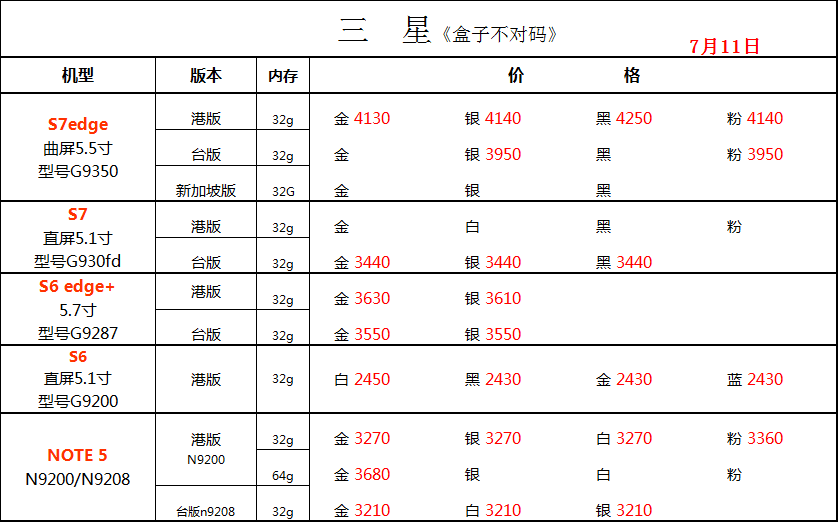 三 星《盒子不对码》
7月11日
机型 版本 内存 价 格
S7edge
曲屏5.5寸
型号G9350
港版 32g 金 4130 银 4140 黑 4250 粉 4140
台版 32g 金 银 3950 黑 粉 3950
新加坡版 32G 金 银 黑
S7
直屏5.1寸
型号G930fd
港版 32g 金 白 黑 粉
台版 32g 金 3440 银 3440 黑 3440
S6 edge+
5.7寸
型号G9287
港版 32g 金 3630 银 3610
台版 32g 金 3550 银 3550
S6
直屏5.1寸
型号G9200
港版 32g 白 2450 黑 2430 金 2430 蓝 2430
NOTE 5
N9200/N9208
港版
N9200
32g 金 3270 银 3270 白 3270 粉 3360
64g 金 3680 银 白 粉
台版n9208 32g 金 3210 白 3210 银 3210